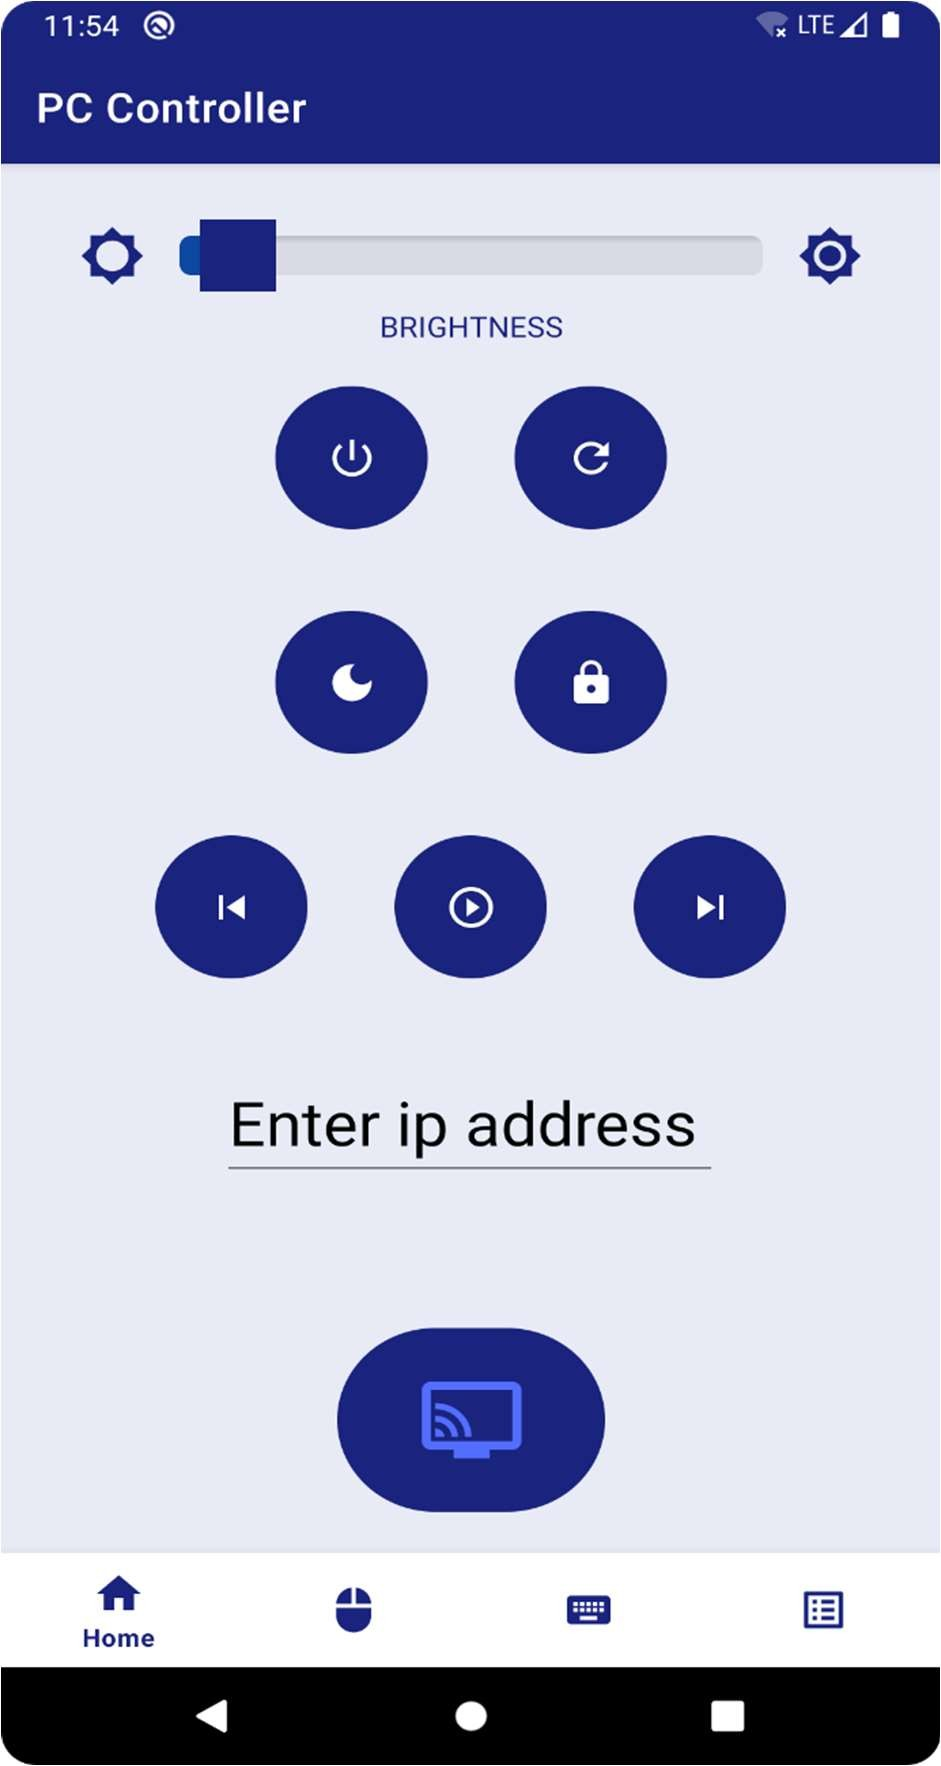 11:54 LTE
PC Controller
BRIGHTNESS
Enter ip address
Home